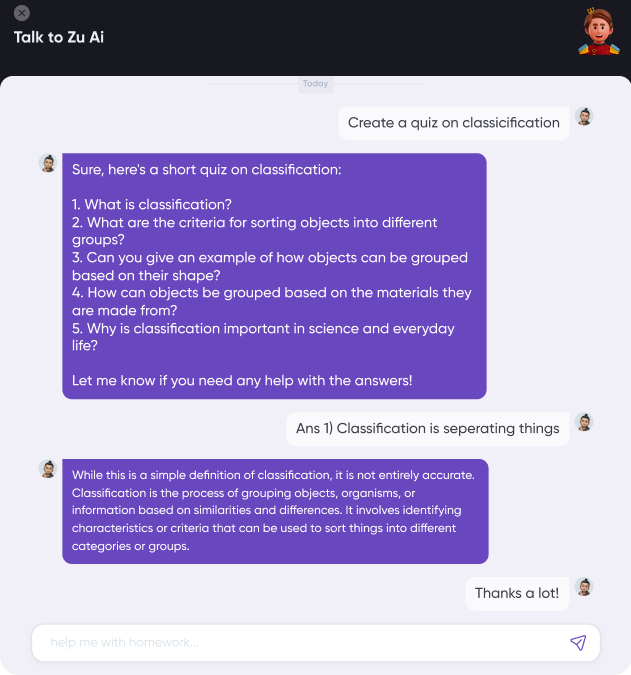 Talk to Zu Ai
Today
Create a quiz on classicification
Sure, here's a short quiz on classification:
1. What is classification?
2. What are the criteria for sorting objects into different
groups?
3. Can you give an example of how objects can be grouped
based on their shape?
4. How can objects be grouped based on the materials they
are made from?
5. Why is classification important in science and everyday
life?
Let me know if you need any help with the answers!
Ans 1) Classification is seperating things
While this is a simple definition of classification, it is not entirely accurate.
Classification is the process of grouping objects, organisms, or
information based on similarities and differences. It involves identifying
characteristics or criteria that can be used to sort things into different
categories or groups.
Thanks a lot!
help me with homework...